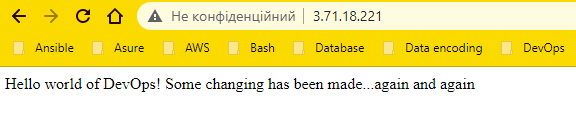 Не конфіденційний 3.71.18.221
Ansible Asure AWS Bash Database Data encoding DevOps
Hello world of DevOps! Some changing has been made...again and again